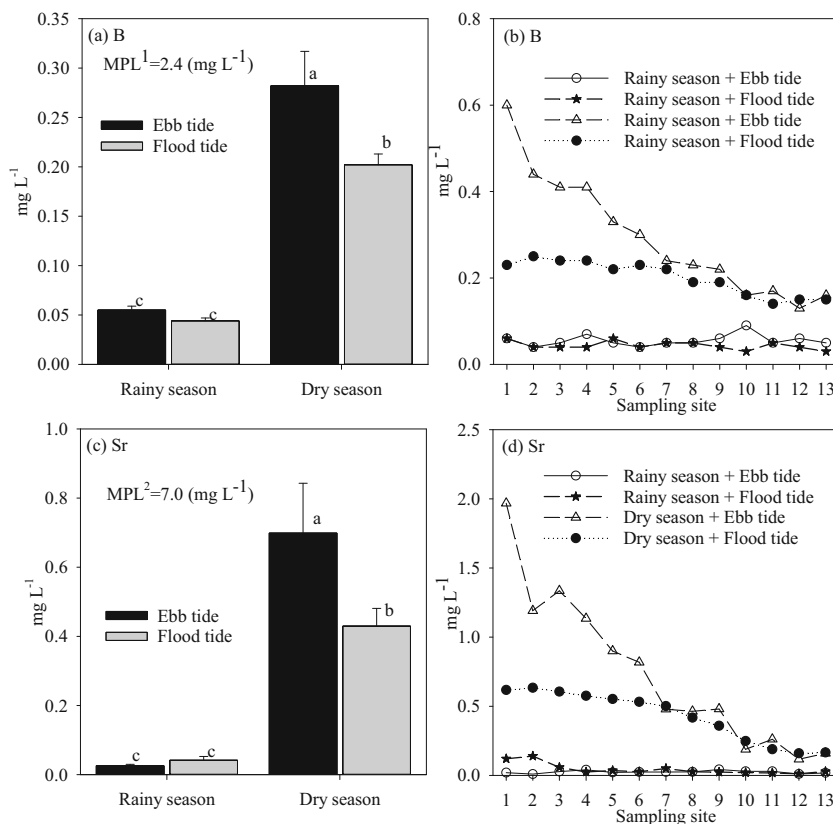 (a) B
MPL¹=2.4 (mg L⁻¹)
Ebb tide
Flood tide
a
b
c
c
mg L⁻¹
0.35
0.30
0.25
0.20
0.15
0.10
0.05
0.00
Rainy season
Dry season
(b) B
Rainy season + Ebb tide
Rainy season + Flood tide
Rainy season + Ebb tide
Rainy season + Flood tide
mg L⁻¹
0.8
0.6
0.4
0.2
0.0
1 2 3 4 5 6 7 8 9 10 11 12 13
Sampling site
(c) Sr
MPL²=7.0 (mg L⁻¹)
Ebb tide
Flood tide
a
b
c
c
mg L⁻¹
1.0
0.8
0.6
0.4
0.2
0.0
Rainy season
Dry season
(d) Sr
Rainy season + Ebb tide
Rainy season + Flood tide
Dry season + Ebb tide
Dry season + Flood tide
mg L⁻¹
2.5
2.0
1.5
1.0
0.5
0.0
1 2 3 4 5 6 7 8 9 10 11 12 13
Sampling site